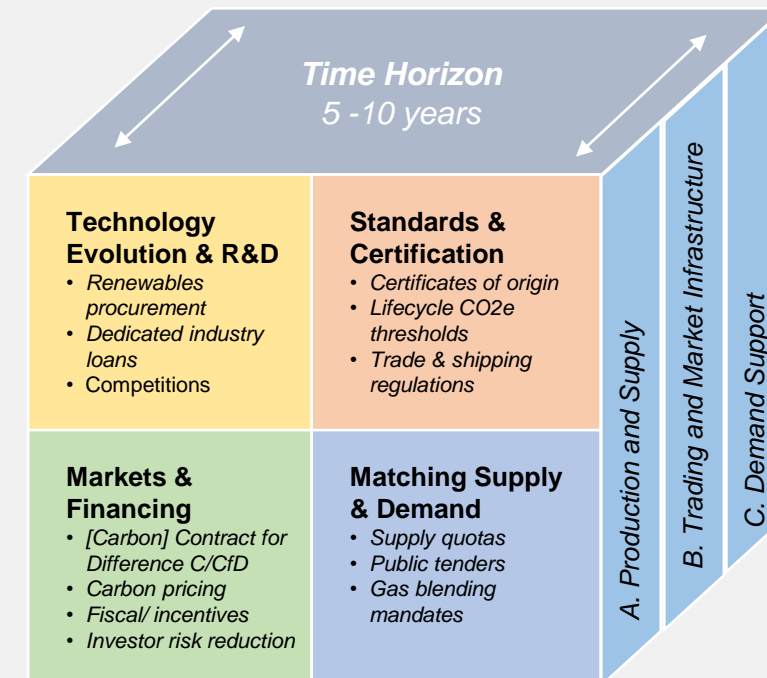 Time Horizon
5 -10 years
Technology
Evolution & R&D
• Renewables
procurement
• Dedicated industry
loans
• Competitions
Standards &
Certification
• Certificates of origin
• Lifecycle CO2e
thresholds
• Trade & shipping
regulations
Markets &
Financing
• [Carbon] Contract for
Difference C/CfD
• Carbon pricing
• Fiscal/ incentives
• Investor risk reduction
Matching Supply
& Demand
• Supply quotas
• Public tenders
• Gas blending
mandates
A. Production and Supply
B. Trading and Market Infrastructure
C. Demand Support